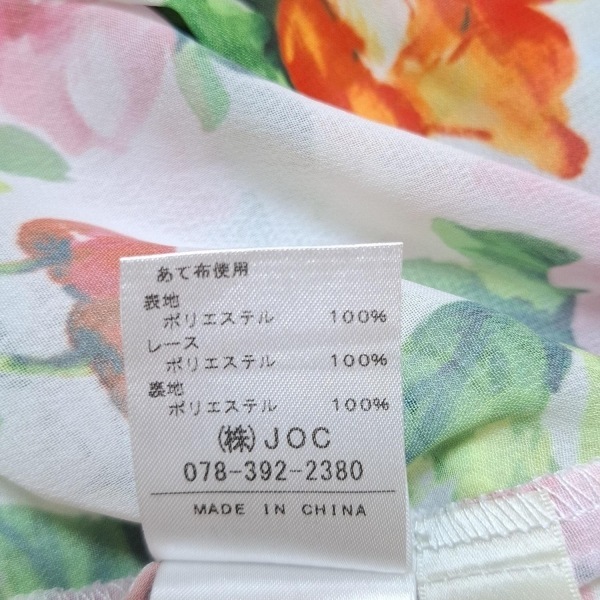 あて布使用
表地
ポリエステル 100%
レース
ポリエステル 100%
裏地
ポリエステル 100%
(株)JOC
078-392-2380
MADE IN CHINA